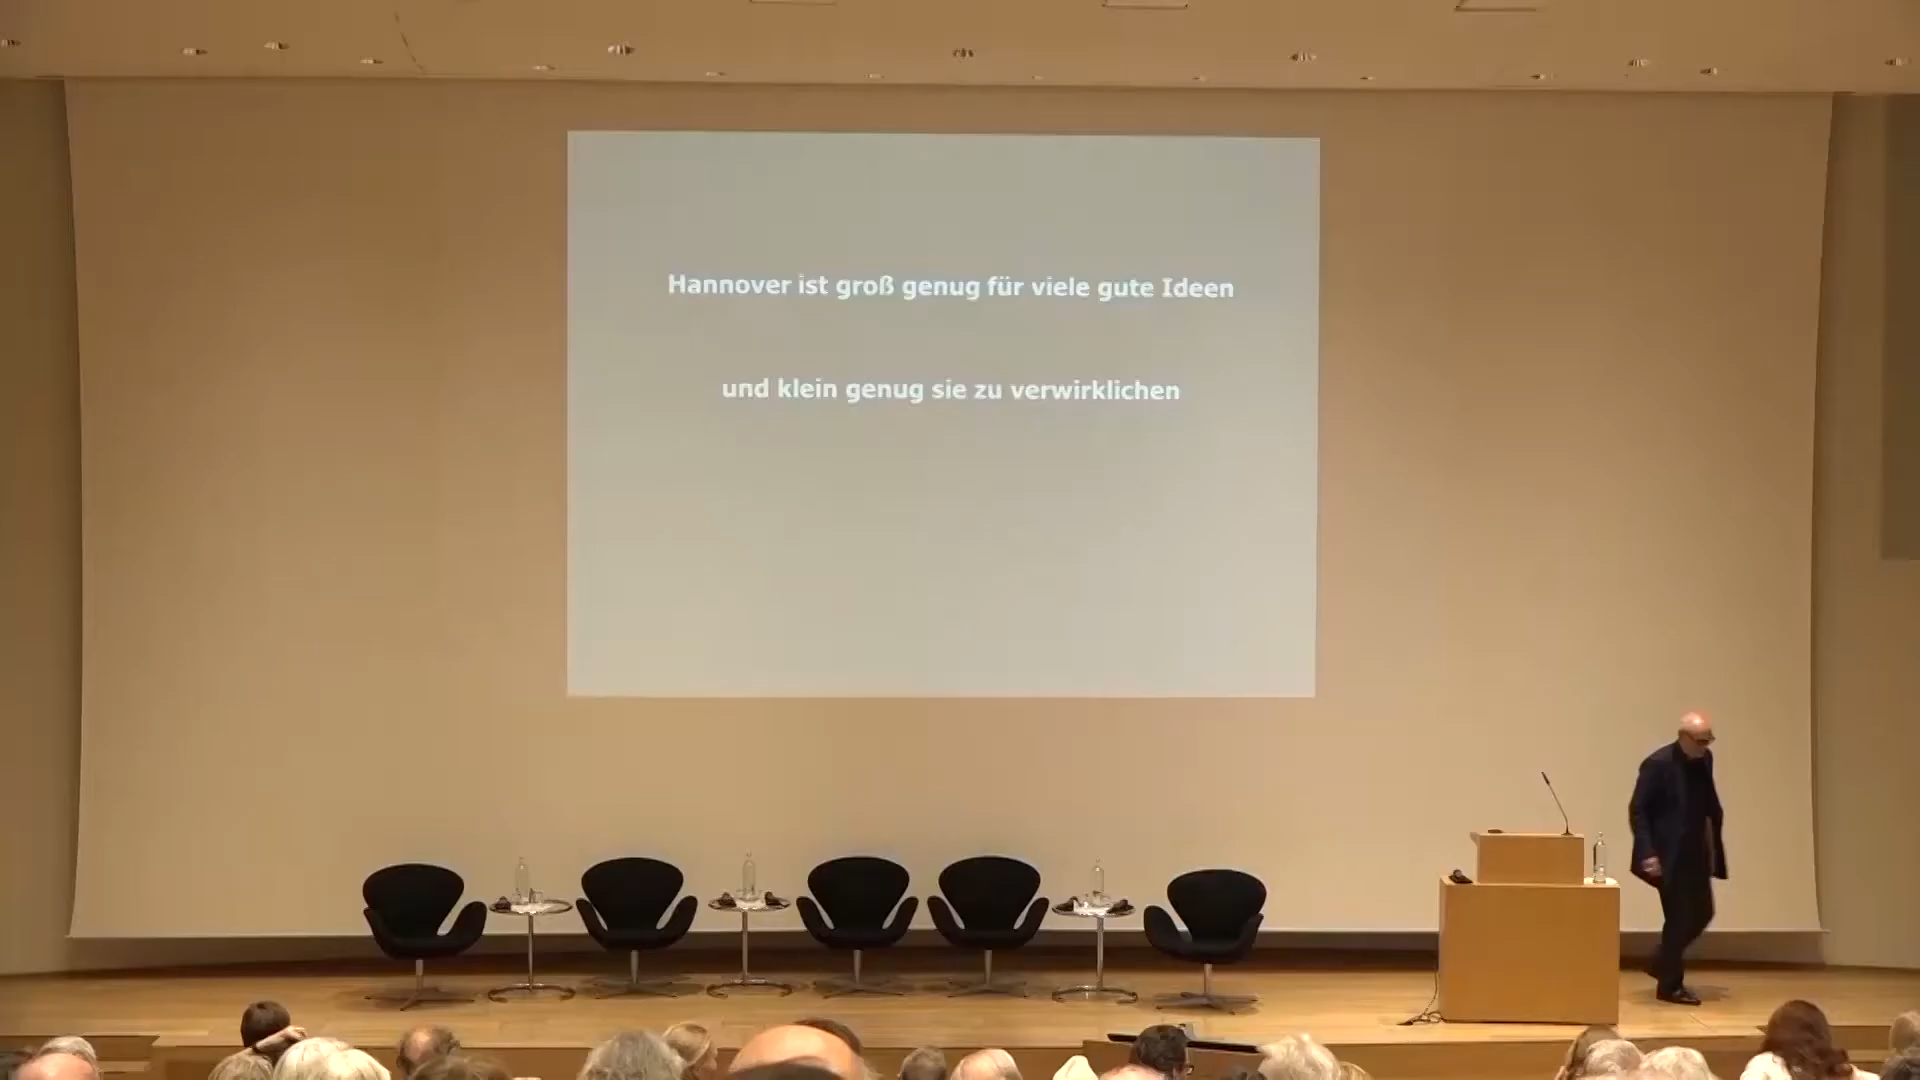 Hannover ist groß genug für viele gute Ideen
und klein genug sie zu verwirklichen